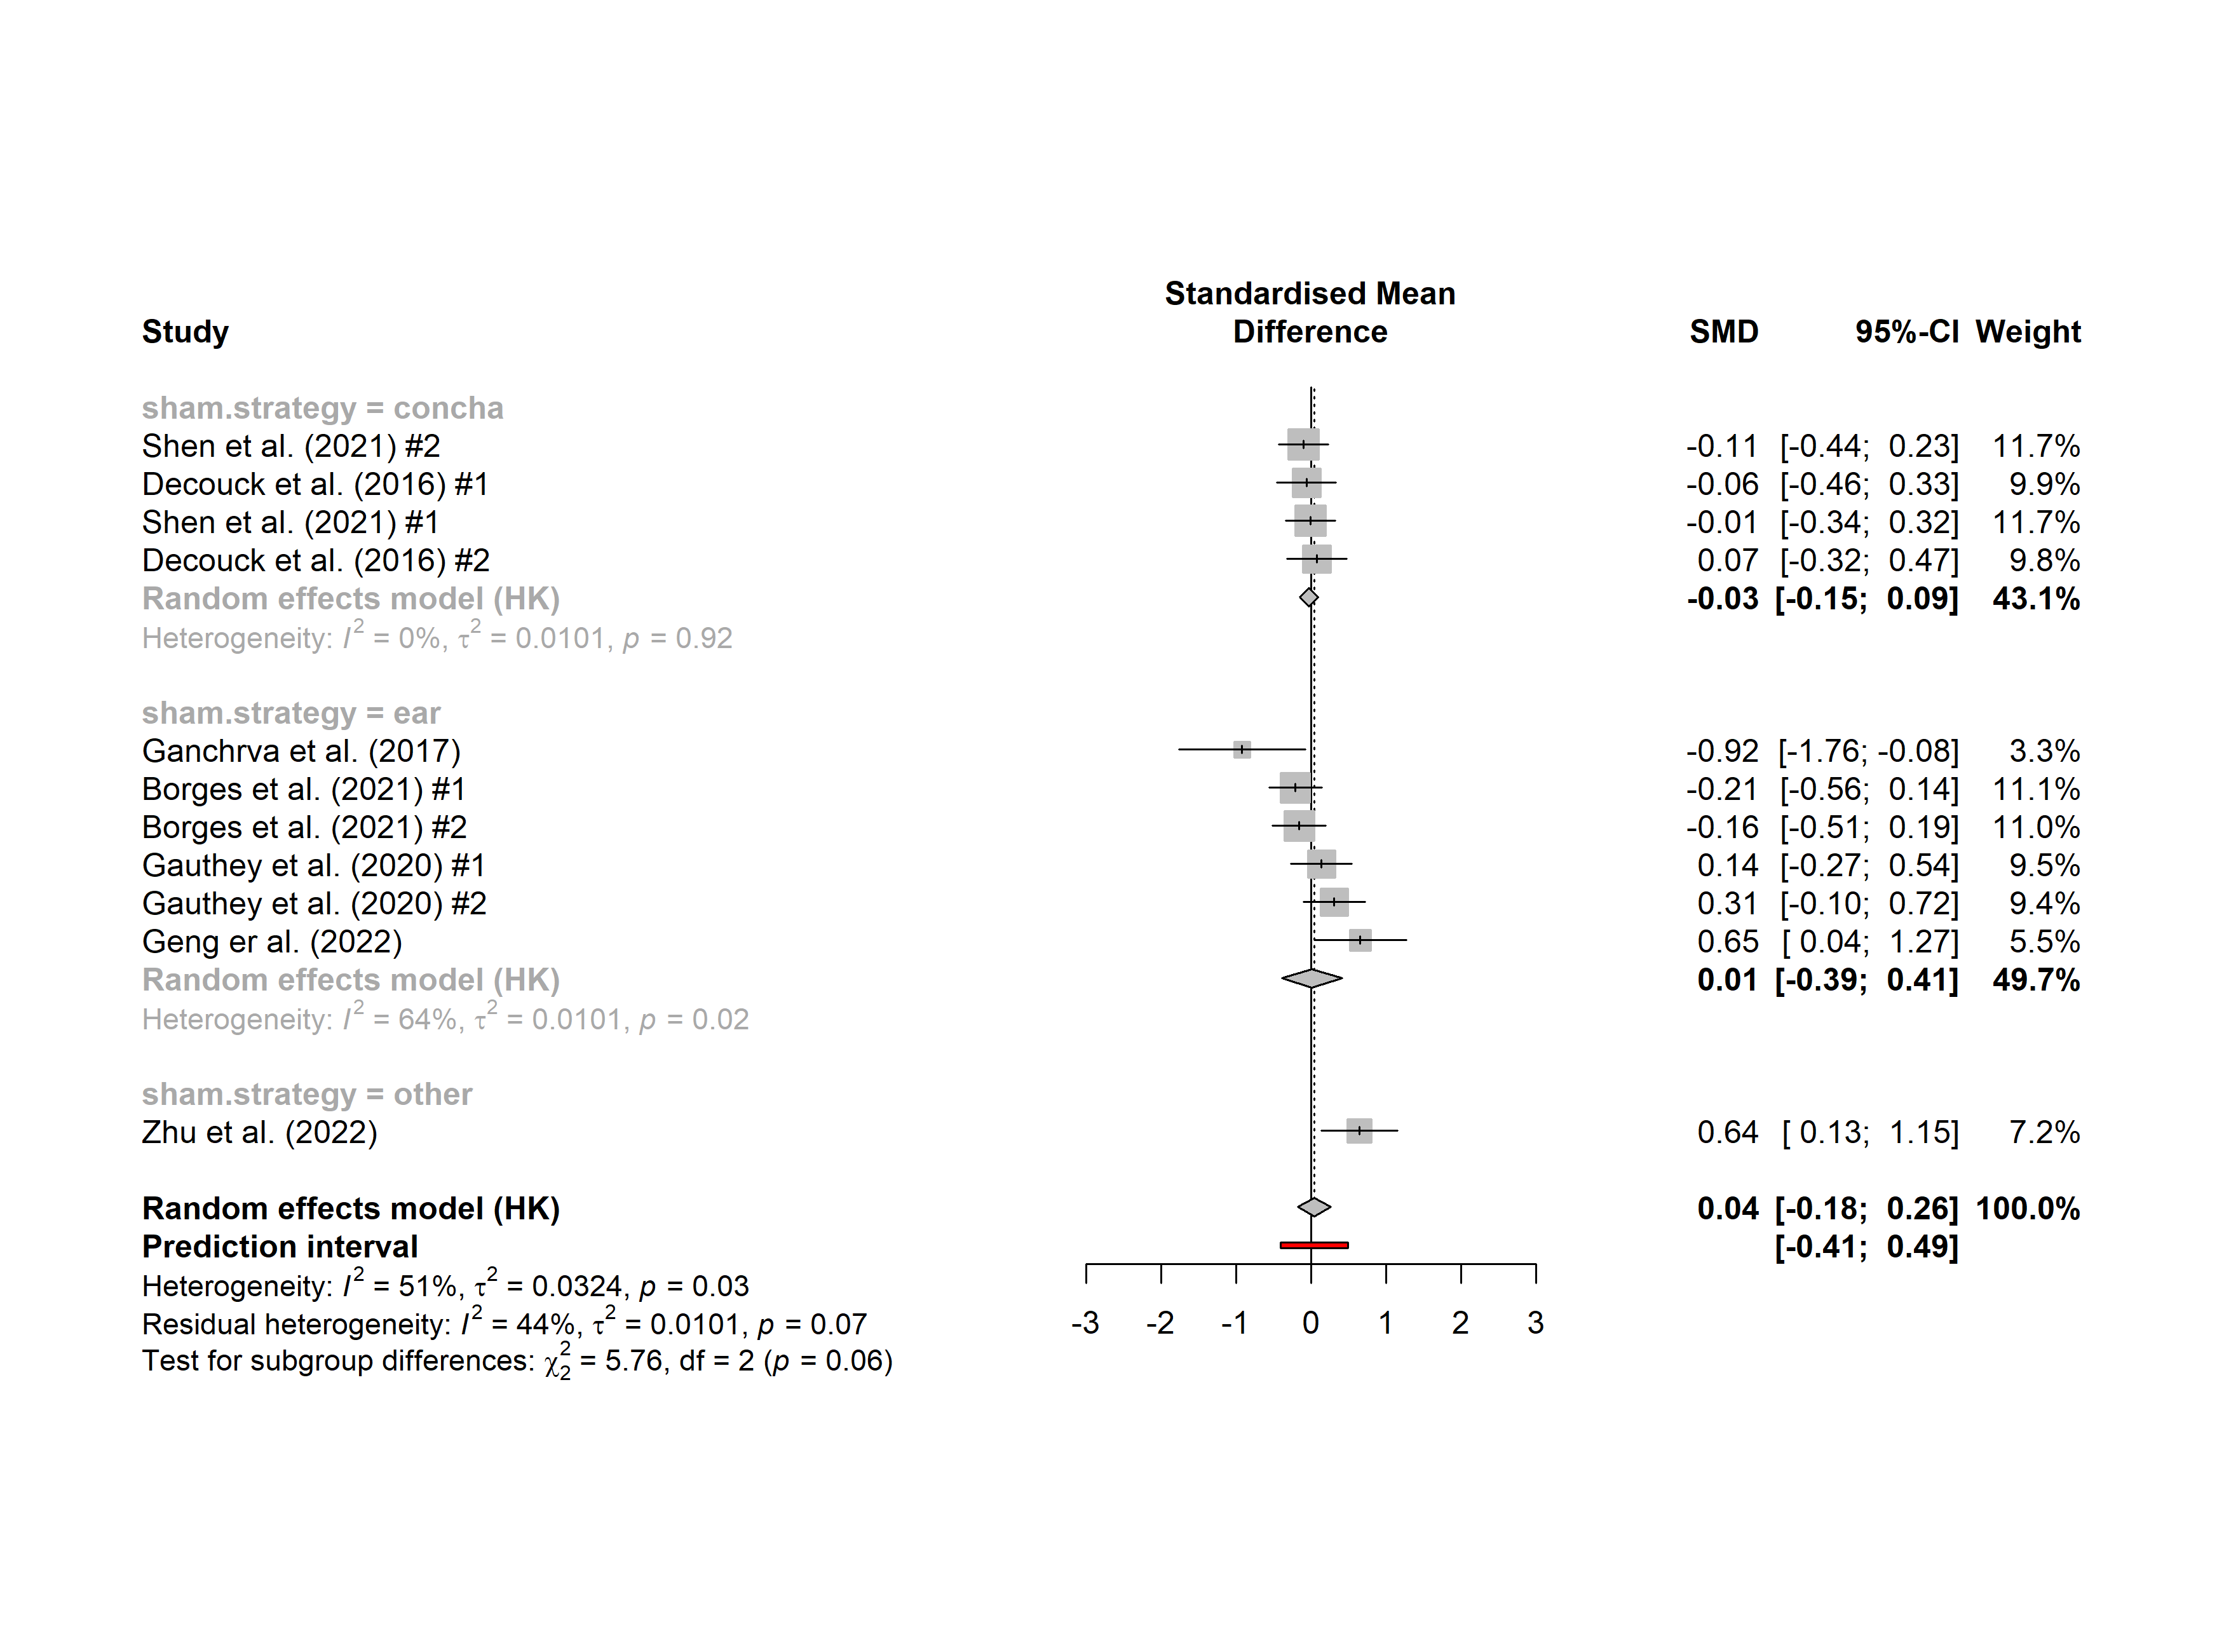 Standardised Mean
Study Difference SMD 95%-CI Weight
sham.strategy = concha
Shen et al. (2021) #2 -0.11 [-0.44; 0.23] 11.7%
Decouck et al. (2016) #1 -0.06 [-0.46; 0.33] 9.9%
Shen et al. (2021) #1 -0.01 [-0.34; 0.32] 11.7%
Decouck et al. (2016) #2 0.07 [-0.32; 0.47] 9.8%
Random effects model (HK) -0.03 [-0.15; 0.09] 43.1%
Heterogeneity: I² = 0%, τ² = 0.0101, p = 0.92
sham.strategy = ear
Ganchrva et al. (2017) -0.92 [-1.76; -0.08] 3.3%
Borges et al. (2021) #1 -0.21 [-0.56; 0.14] 11.1%
Borges et al. (2021) #2 -0.16 [-0.51; 0.19] 11.0%
Gauthey et al. (2020) #1 0.14 [-0.27; 0.54] 9.5%
Gauthey et al. (2020) #2 0.31 [-0.10; 0.72] 9.4%
Geng er al. (2022) 0.65 [ 0.04; 1.27] 5.5%
Random effects model (HK) 0.01 [-0.39; 0.41] 49.7%
Heterogeneity: I² = 64%, τ² = 0.0101, p = 0.02
sham.strategy = other
Zhu et al. (2022) 0.64 [ 0.13; 1.15] 7.2%
Random effects model (HK) 0.04 [-0.18; 0.26] 100.0%
Prediction interval [-0.41; 0.49]
Heterogeneity: I² = 51%, τ² = 0.0324, p = 0.03
Residual heterogeneity: I² = 44%, τ² = 0.0101, p = 0.07
-3 -2 -1 0 1 2 3
Test for subgroup differences: χ²₂ = 5.76, df = 2 (p = 0.06)